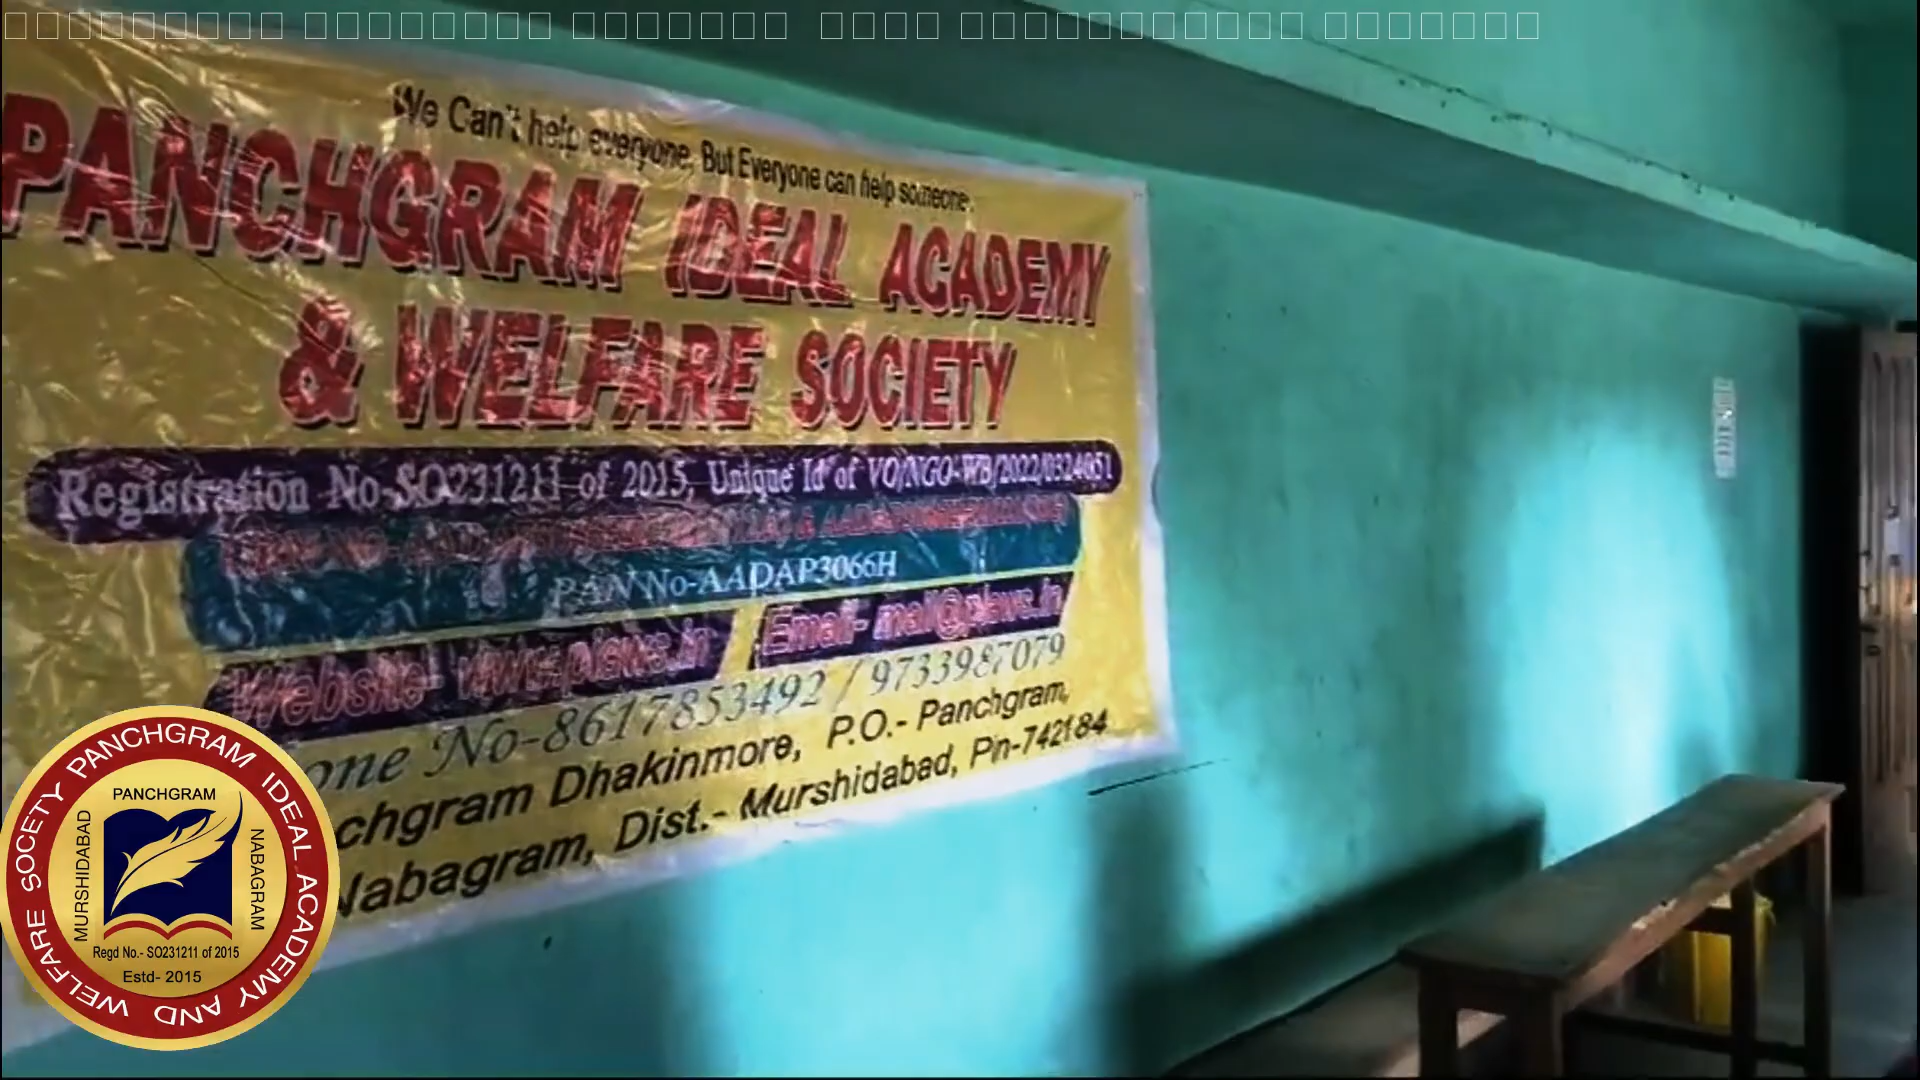 We Can't help everyone, But Everyone can help someone.
PANCHGRAM IDEAL ACADEMY
& WELFARE SOCIETY
Registration No-SO231211 of 2015, Unique Id of VO/NGO-WB/2022/0324051
PAN No-AADAP3066H
Website- www.piaws.in Email- mail@piaws.in
one No-8617853492 / 9733987079
chgram Dhakinmore, P.O.- Panchgram,
Nabagram, Dist.- Murshidabad, Pin-742184
PANCHGRAM IDEAL ACADEMY AND WELFARE SOCETY
PANCHGRAM
MURSHIDABAD
NABAGRAM
Regd No.- SO231211 of 2015
Estd- 2015